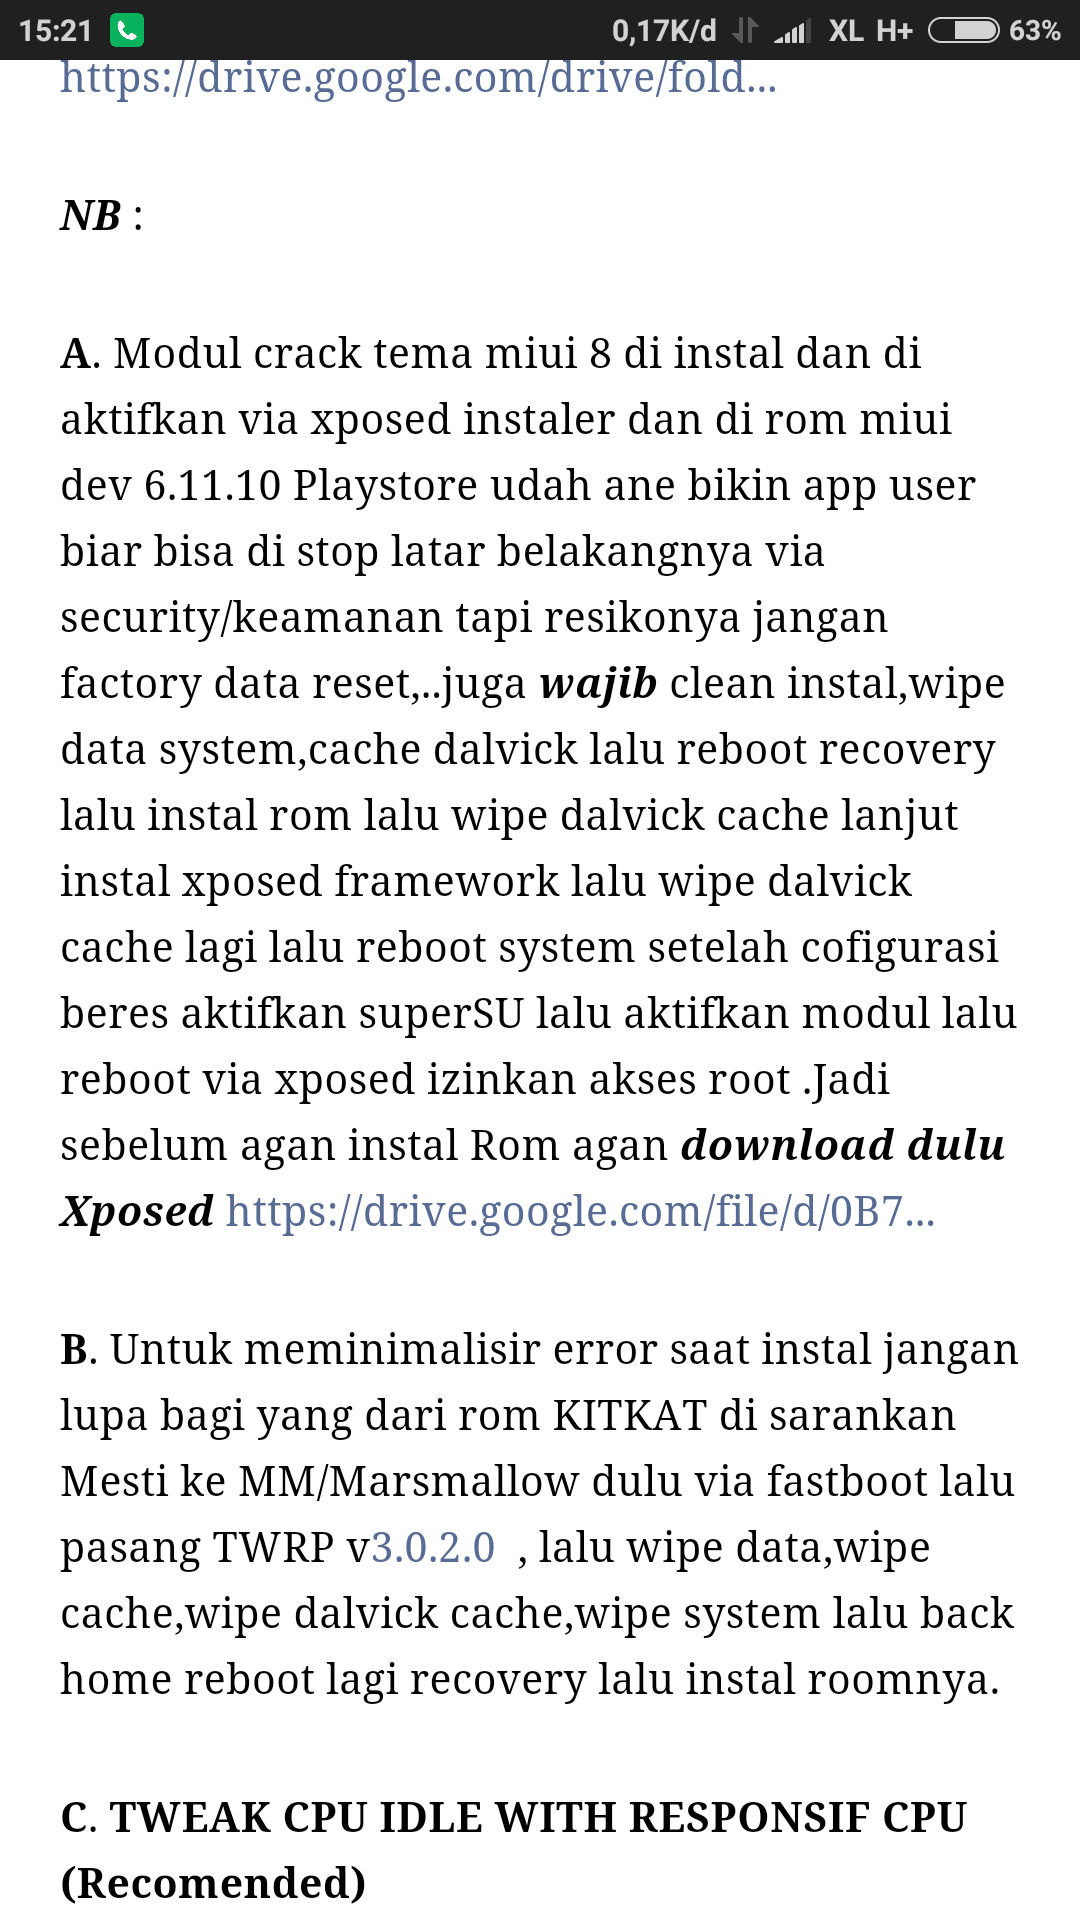 15:21 0,17K/d XL H+ 63%
https://drive.google.com/drive/fold...
NB :
A. Modul crack tema miui 8 di instal dan di
aktifkan via xposed instaler dan di rom miui
dev 6.11.10 Playstore udah ane bikin app user
biar bisa di stop latar belakangnya via
security/keamanan tapi resikonya jangan
factory data reset,..juga wajib clean instal,wipe
data system,cache dalvick lalu reboot recovery
lalu instal rom lalu wipe dalvick cache lanjut
instal xposed framework lalu wipe dalvick
cache lagi lalu reboot system setelah cofigurasi
beres aktifkan superSU lalu aktifkan modul lalu
reboot via xposed izinkan akses root .Jadi
sebelum agan instal Rom agan download dulu
Xposed https://drive.google.com/file/d/0B7...
B. Untuk meminimalisir error saat instal jangan
lupa bagi yang dari rom KITKAT di sarankan
Mesti ke MM/Marsmallow dulu via fastboot lalu
pasang TWRP v3.0.2.0 , lalu wipe data,wipe
cache,wipe dalvick cache,wipe system lalu back
home reboot lagi recovery lalu instal roomnya.
C. TWEAK CPU IDLE WITH RESPONSIF CPU
(Recomended)